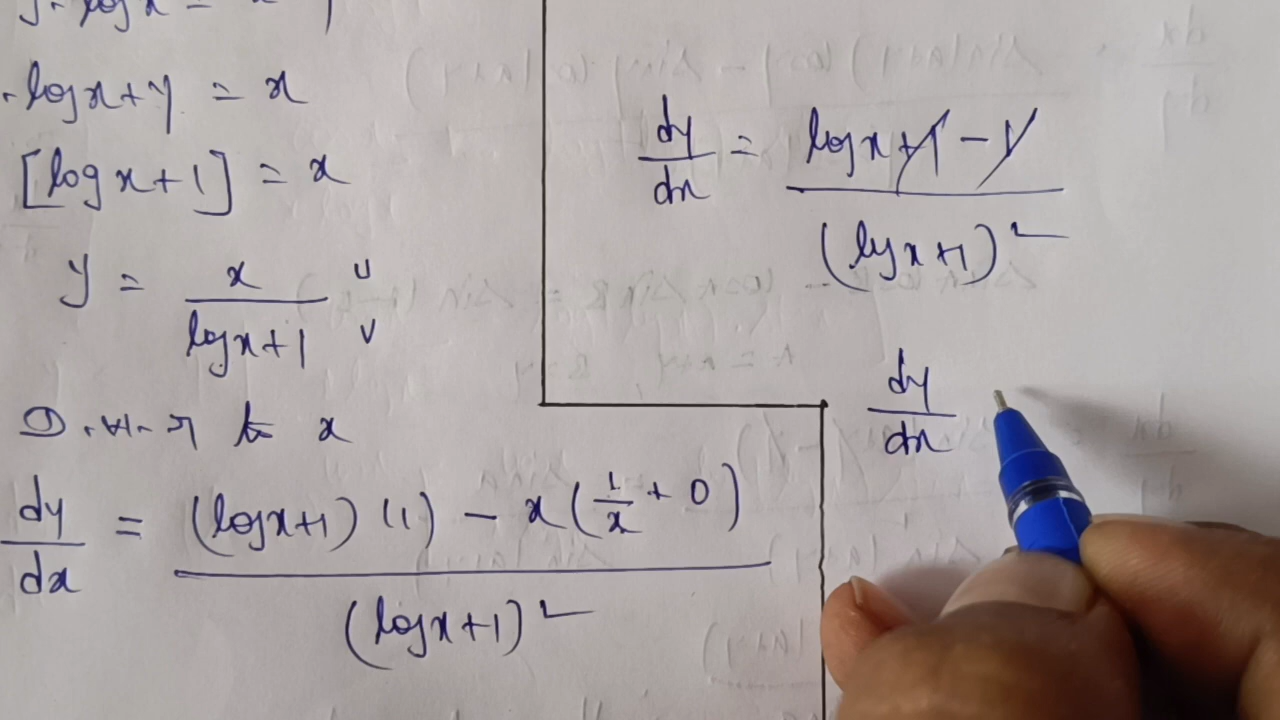 y. log x = x - y
. log x + y = x
[log x + 1] = x
y = x / log x + 1 u v
D. w. r to x
dy/dx = (log x + 1) (1) - x (1/x + 0) / (log x + 1)²
dy/dx = log x + 1 - 1 / (log x + 1)²
dy/dx